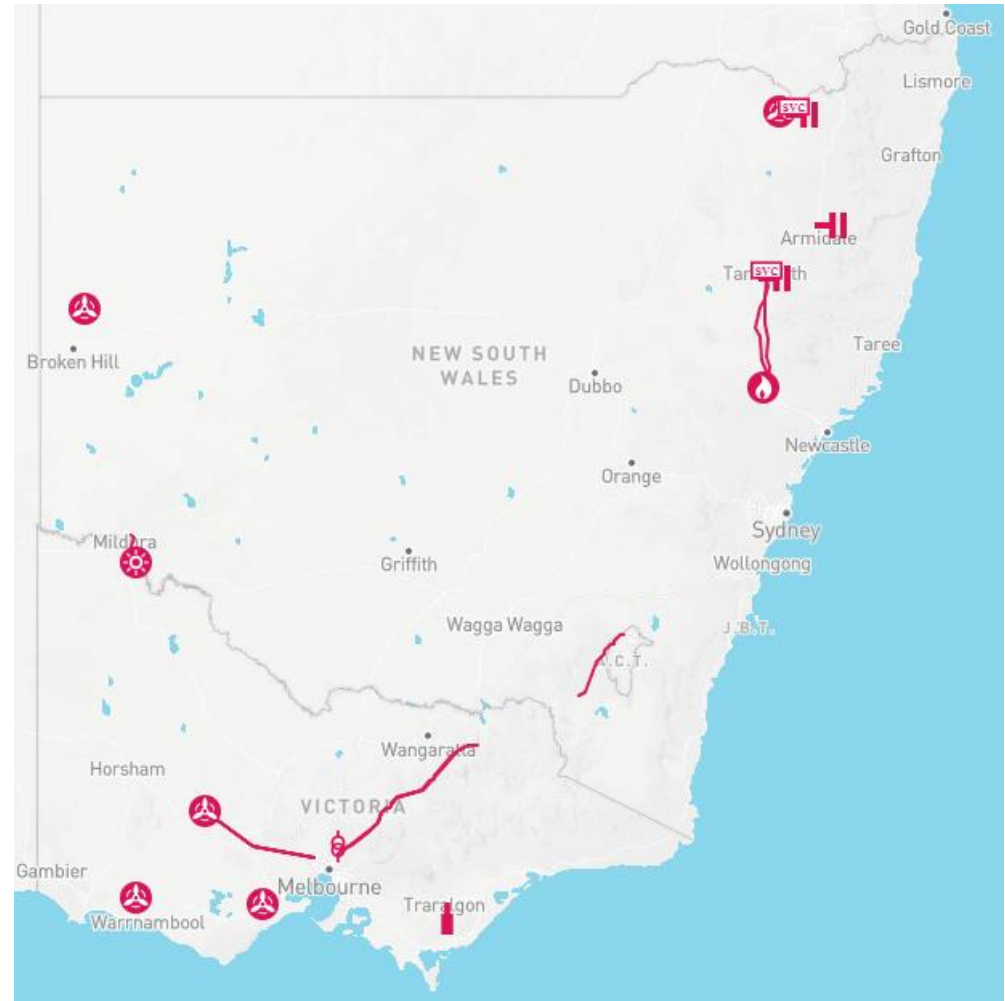 Gold Coast
Lismore
SVC
Grafton
Armidale
SVC
Broken Hill
NEW SOUTH
WALES
Taree
Dubbo
Newcastle
Orange
Sydney
Mildura
Griffith
Wollongong
Wagga Wagga
J.B.T.
.C.T.
Wangaratta
Horsham
VICTORIA
Gambier
Melbourne
Traralgon
Warrnambool